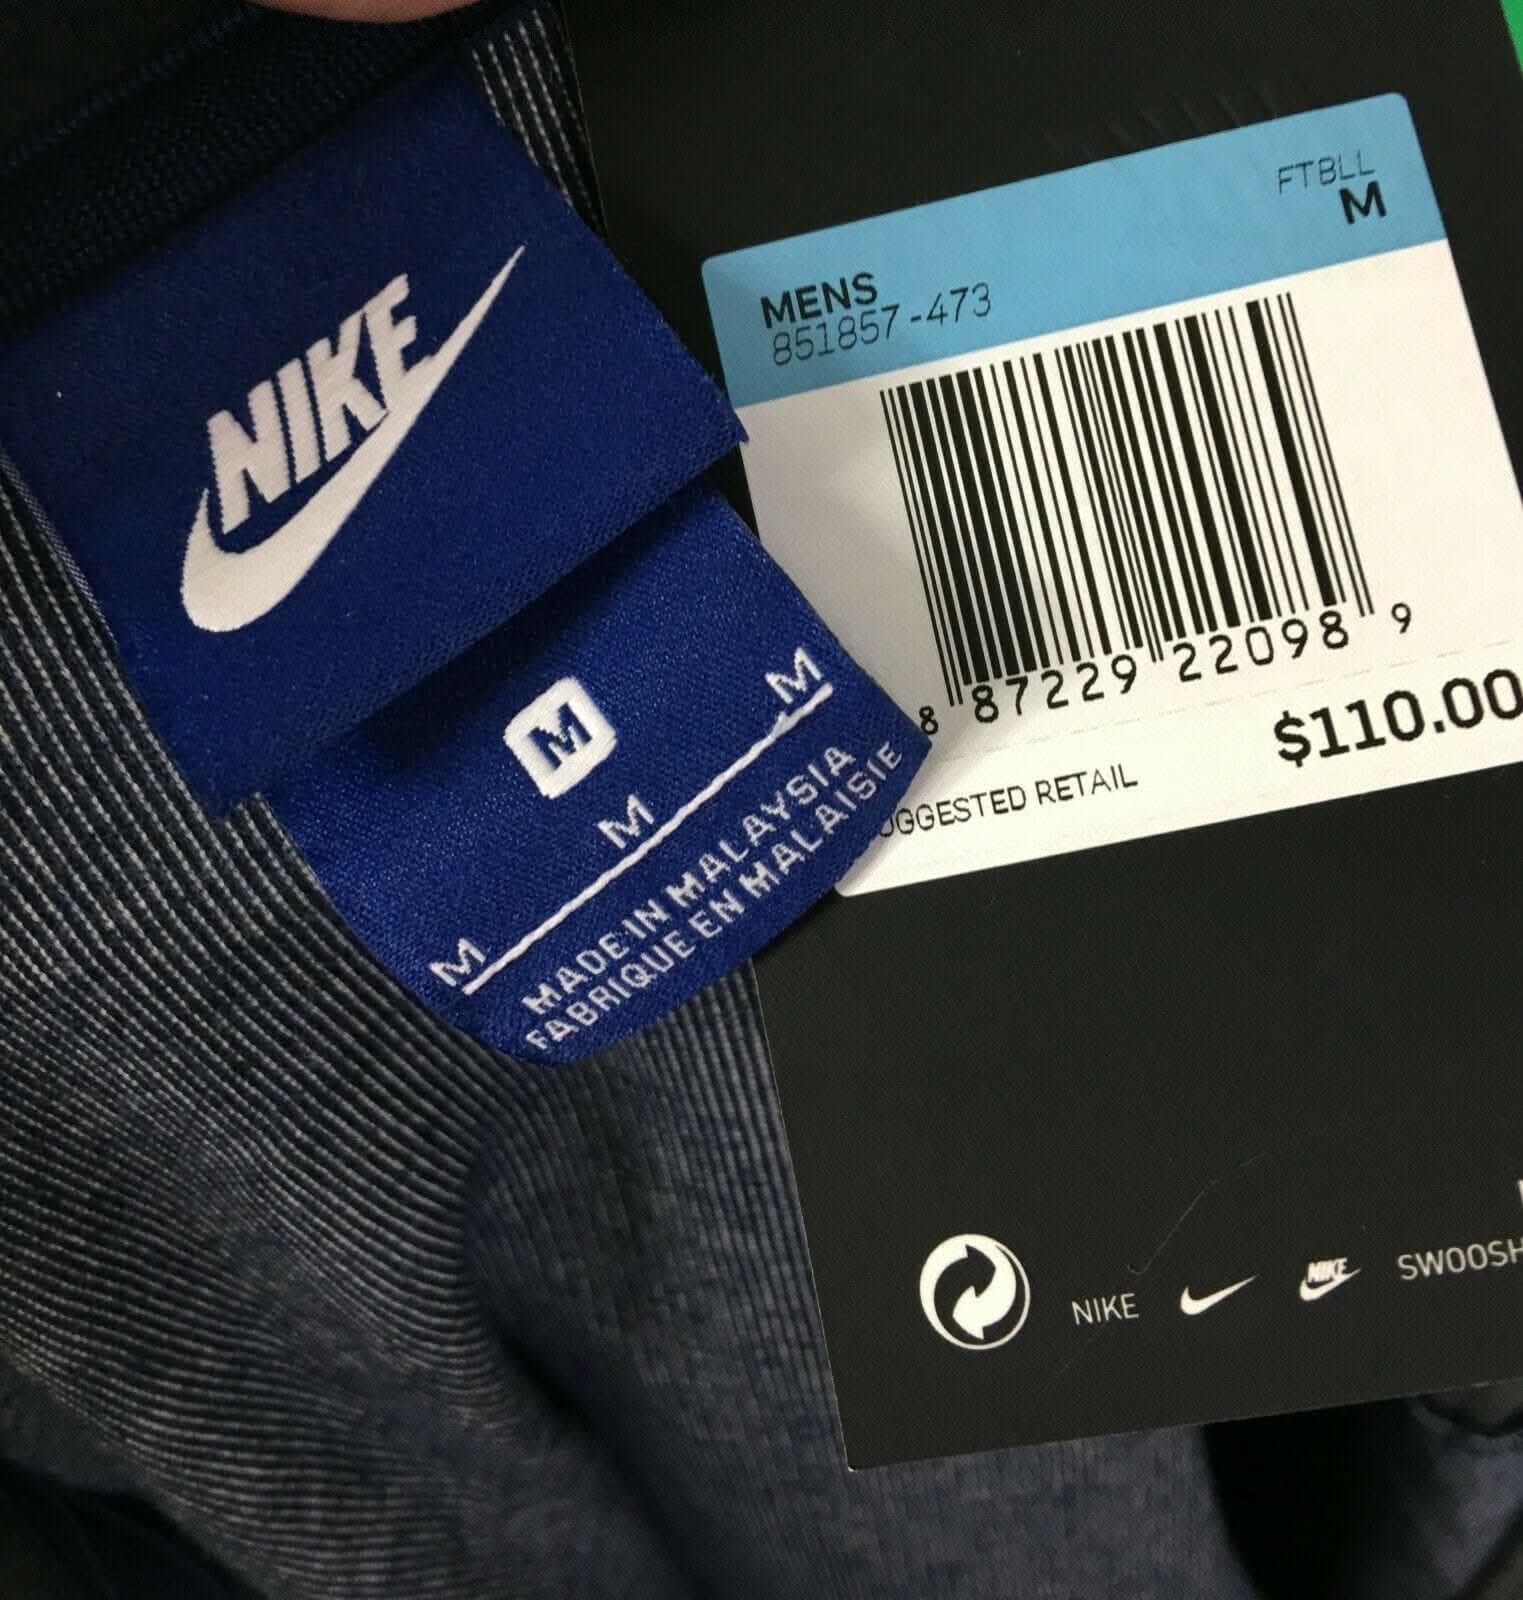 NIKE
M
M M M
MADE IN MALAYSIA
FABRIQUE EN MALAISIE
FTBLL
M
MENS
851857-473
8 87229 22098 9
$110.00
UGGESTED RETAIL
NIKE NIKE SWOOSH